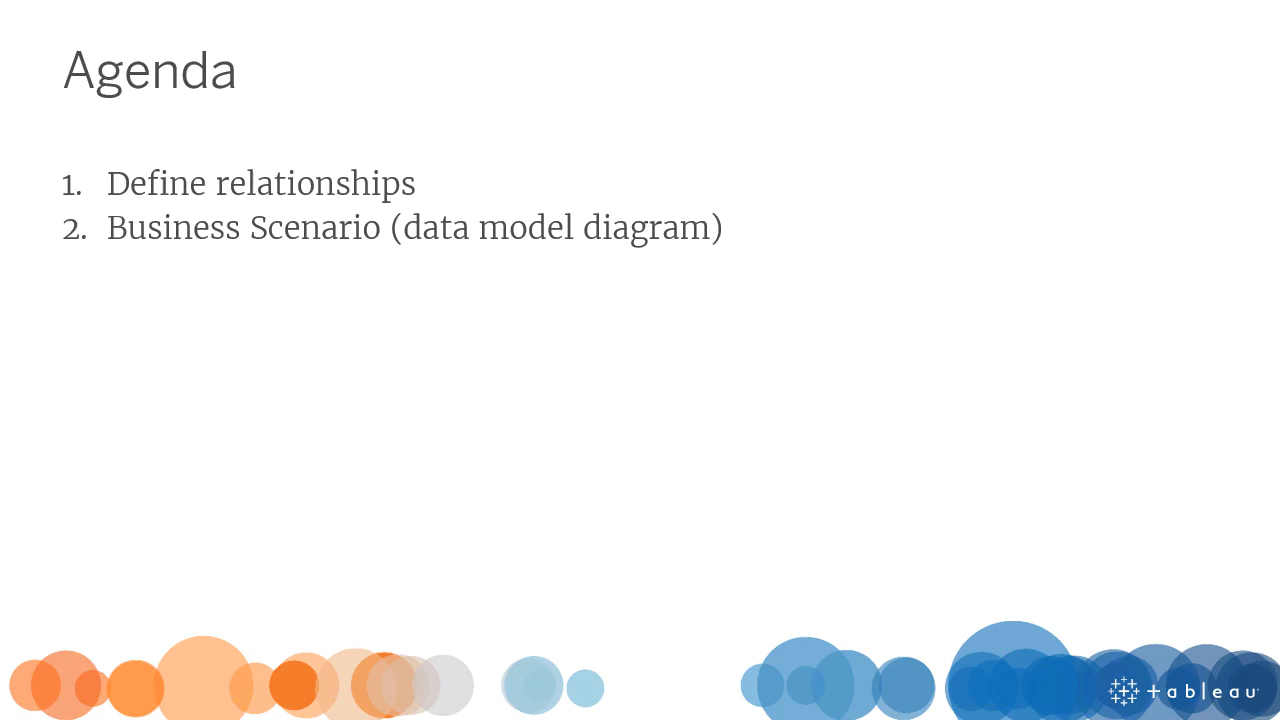 Agenda
1. Define relationships
2. Business Scenario (data model diagram)
+ableau